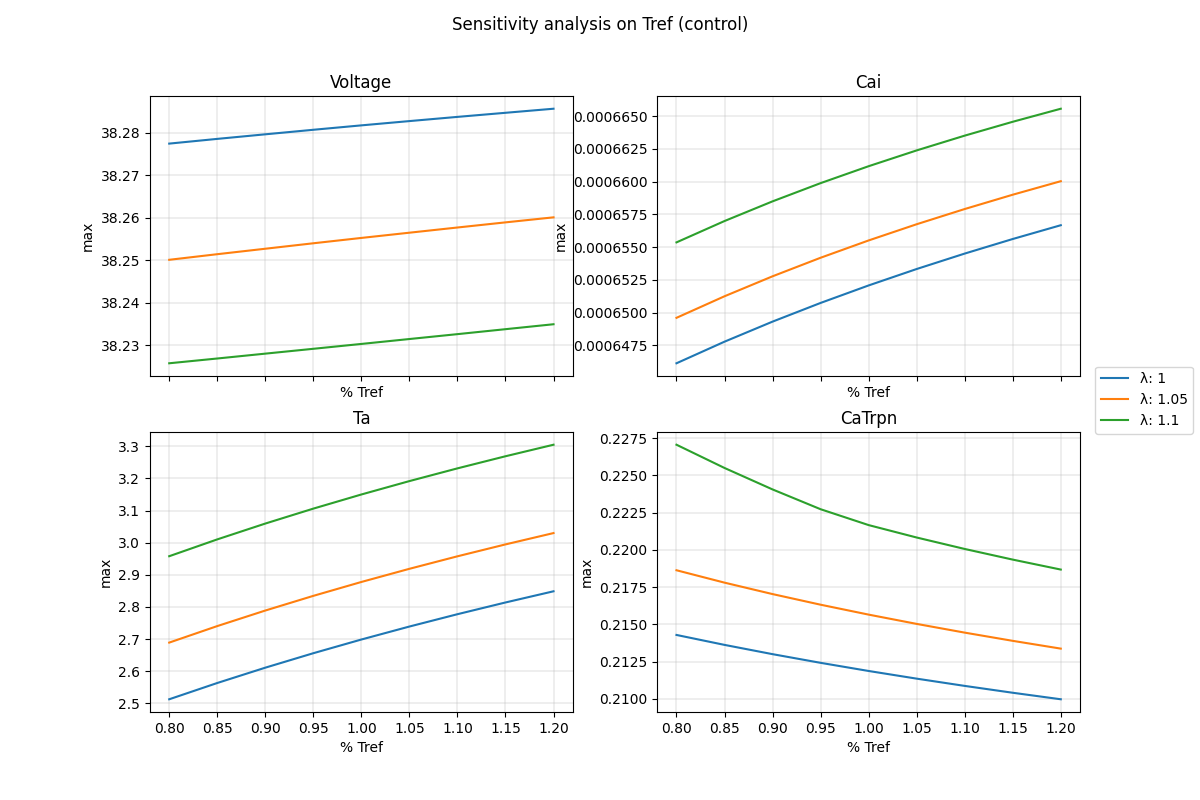 Sensitivity analysis on Tref (control)
Voltage
38.28
38.27
38.26
38.25
38.24
38.23
max
% Tref
Cai
0.0006650
0.0006625
0.0006600
0.0006575
0.0006550
0.0006525
0.0006500
0.0006475
max
% Tref
λ: 1
λ: 1.05
λ: 1.1
Ta
3.3
3.2
3.1
3.0
2.9
2.8
2.7
2.6
2.5
max
0.80 0.85 0.90 0.95 1.00 1.05 1.10 1.15 1.20
% Tref
CaTrpn
0.2275
0.2250
0.2225
0.2200
0.2175
0.2150
0.2125
0.2100
max
0.80 0.85 0.90 0.95 1.00 1.05 1.10 1.15 1.20
% Tref